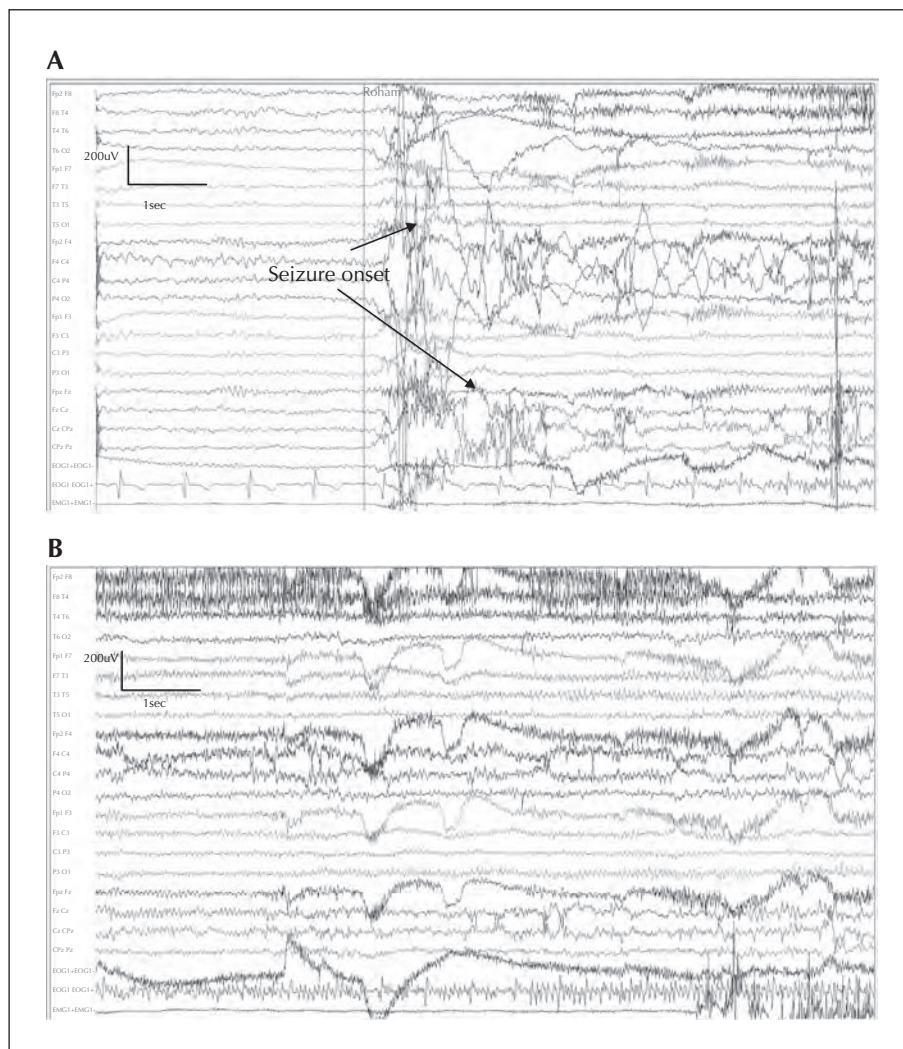 A
Roham
Fp2 F8
F8 T4
T4 T6
T6 O2
200uV
Fp1 F7
F7 T3
1sec
T3 T5
T5 O1
Fp2 F4
F4 C4
Seizure onset
C4 P4
P4 O2
Fp1 F3
F3 C3
C3 P3
P3 O1
Fpz Fz
Fz Cz
Cz CPz
CPz Pz
EOG1+EOG1-
EOG1 EOG1+
EMG1+EMG1-
B
Fp2 F8
F8 T4
T4 T6
T6 O2
200uV
Fp1 F7
F7 T3
T3 T5
1sec
T5 O1
Fp2 F4
F4 C4
C4 P4
P4 O2
Fp1 F3
F3 C3
C3 P3
P3 O1
Fpz Fz
Fz Cz
Cz CPz
CPz Pz
EOG1+EOG1-
EOG1 EOG1+
EMG1+EMG1-